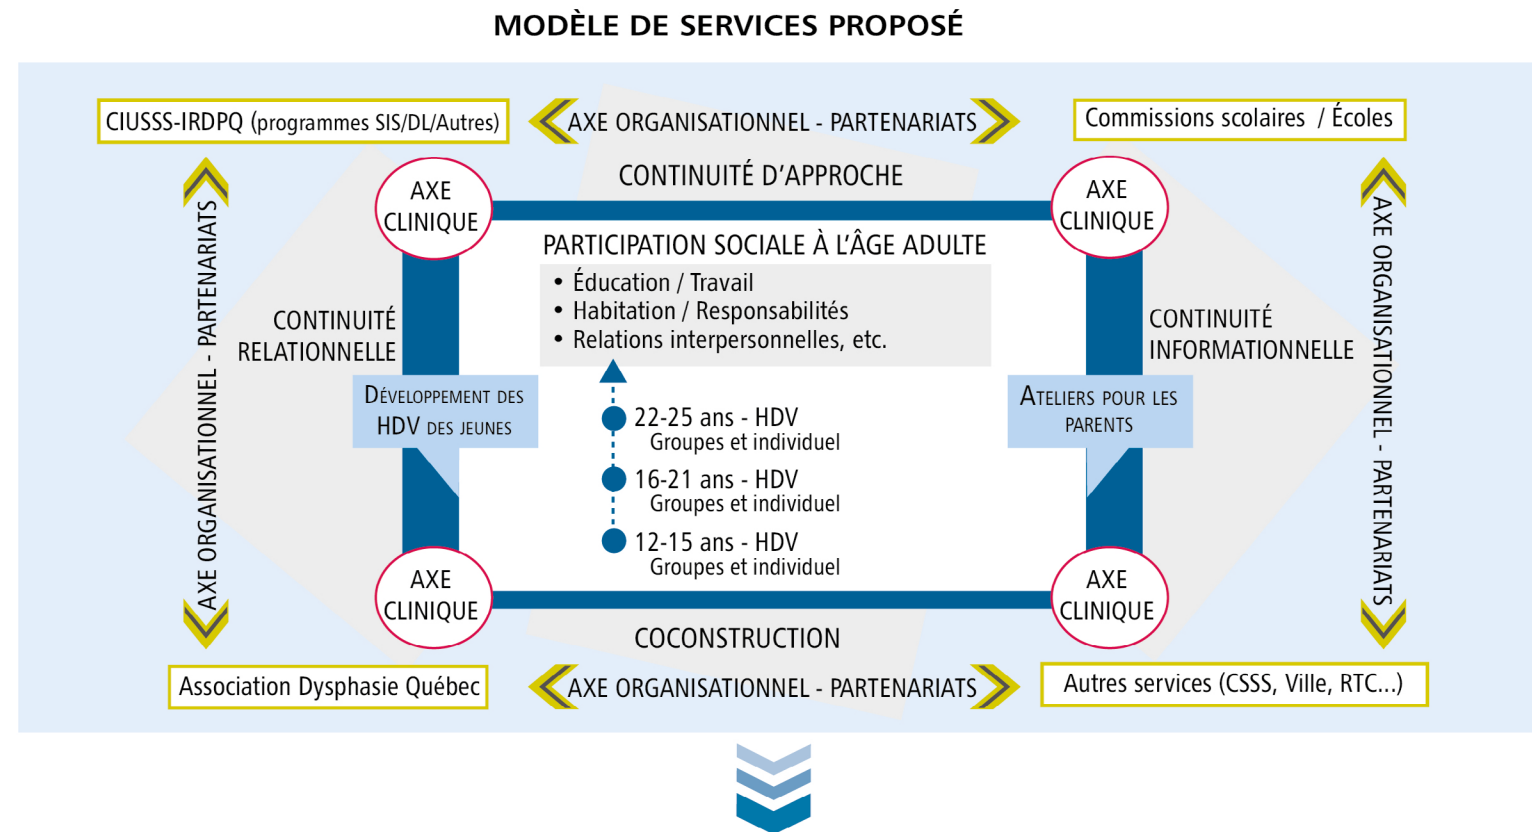 MODÈLE DE SERVICES PROPOSÉ
CIUSSS-IRDPQ (programmes SIS/DL/Autres)
AXE ORGANISATIONNEL - PARTENARIATS
Commissions scolaires / Écoles
CONTINUITÉ D'APPROCHE
AXE
CLINIQUE
AXE
CLINIQUE
AXE ORGANISATIONNEL - PARTENARIATS
CONTINUITÉ
RELATIONNELLE
DÉVELOPPEMENT DES
HDV DES JEUNES
PARTICIPATION SOCIALE À L'ÂGE ADULTE
• Éducation / Travail
• Habitation / Responsabilités
• Relations interpersonnelles, etc.
22-25 ans - HDV
Groupes et individuel
16-21 ans - HDV
Groupes et individuel
12-15 ans - HDV
Groupes et individuel
CONTINUITÉ
INFORMATIONNELLE
ATELIERS POUR LES
PARENTS
AXE ORGANISATIONNEL - PARTENARIATS
AXE
CLINIQUE
AXE
CLINIQUE
COCONSTRUCTION
Association Dysphasie Québec
AXE ORGANISATIONNEL - PARTENARIATS
Autres services (CSSS, Ville, RTC...)